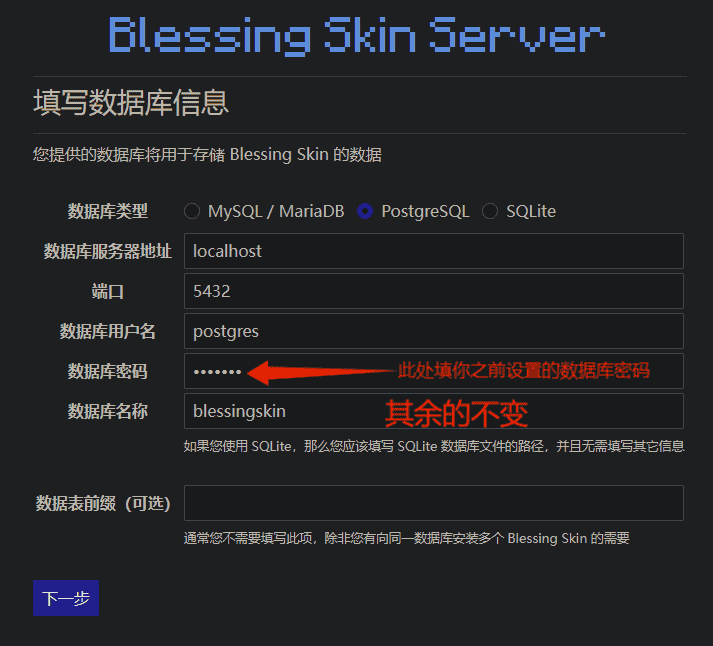 Blessing Skin Server
填写数据库信息
您提供的数据库将用于存储 Blessing Skin 的数据
数据库类型 MySQL / MariaDB PostgreSQL SQLite
数据库服务器地址 localhost
端口 5432
数据库用户名 postgres
数据库密码 ••••••• 此处填你之前设置的数据库密码
数据库名称 blessingskin 其余的不变
如果您使用 SQLite，那么您应该填写 SQLite 数据库文件的路径，并且无需填写其它信息
数据表前缀（可选）
通常您不需要填写此项，除非您有向同一数据库安装多个 Blessing Skin 的需要
下一步